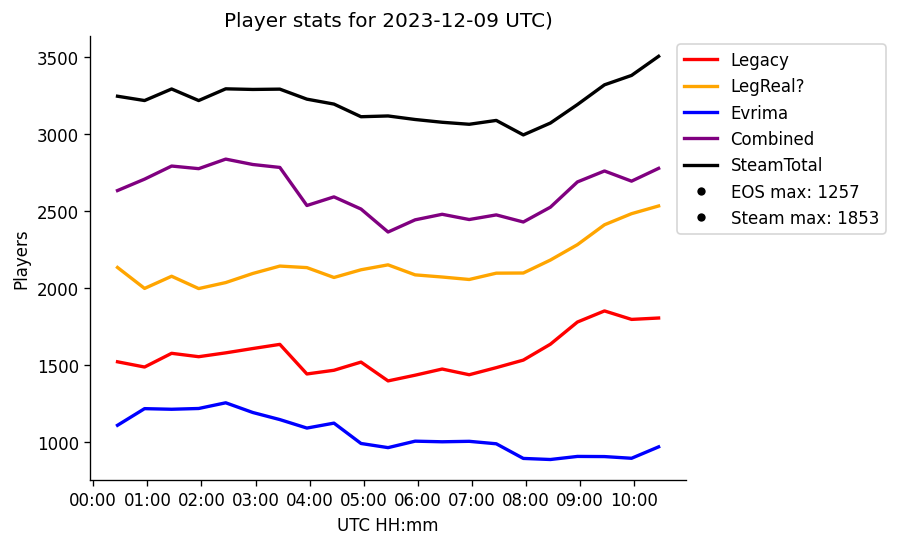 Player stats for 2023-12-09 UTC)
3500
3000
2500
2000
1500
1000
Players
00:00 01:00 02:00 03:00 04:00 05:00 06:00 07:00 08:00 09:00 10:00
UTC HH:mm
Legacy
LegReal?
Evrima
Combined
SteamTotal
EOS max: 1257
Steam max: 1853